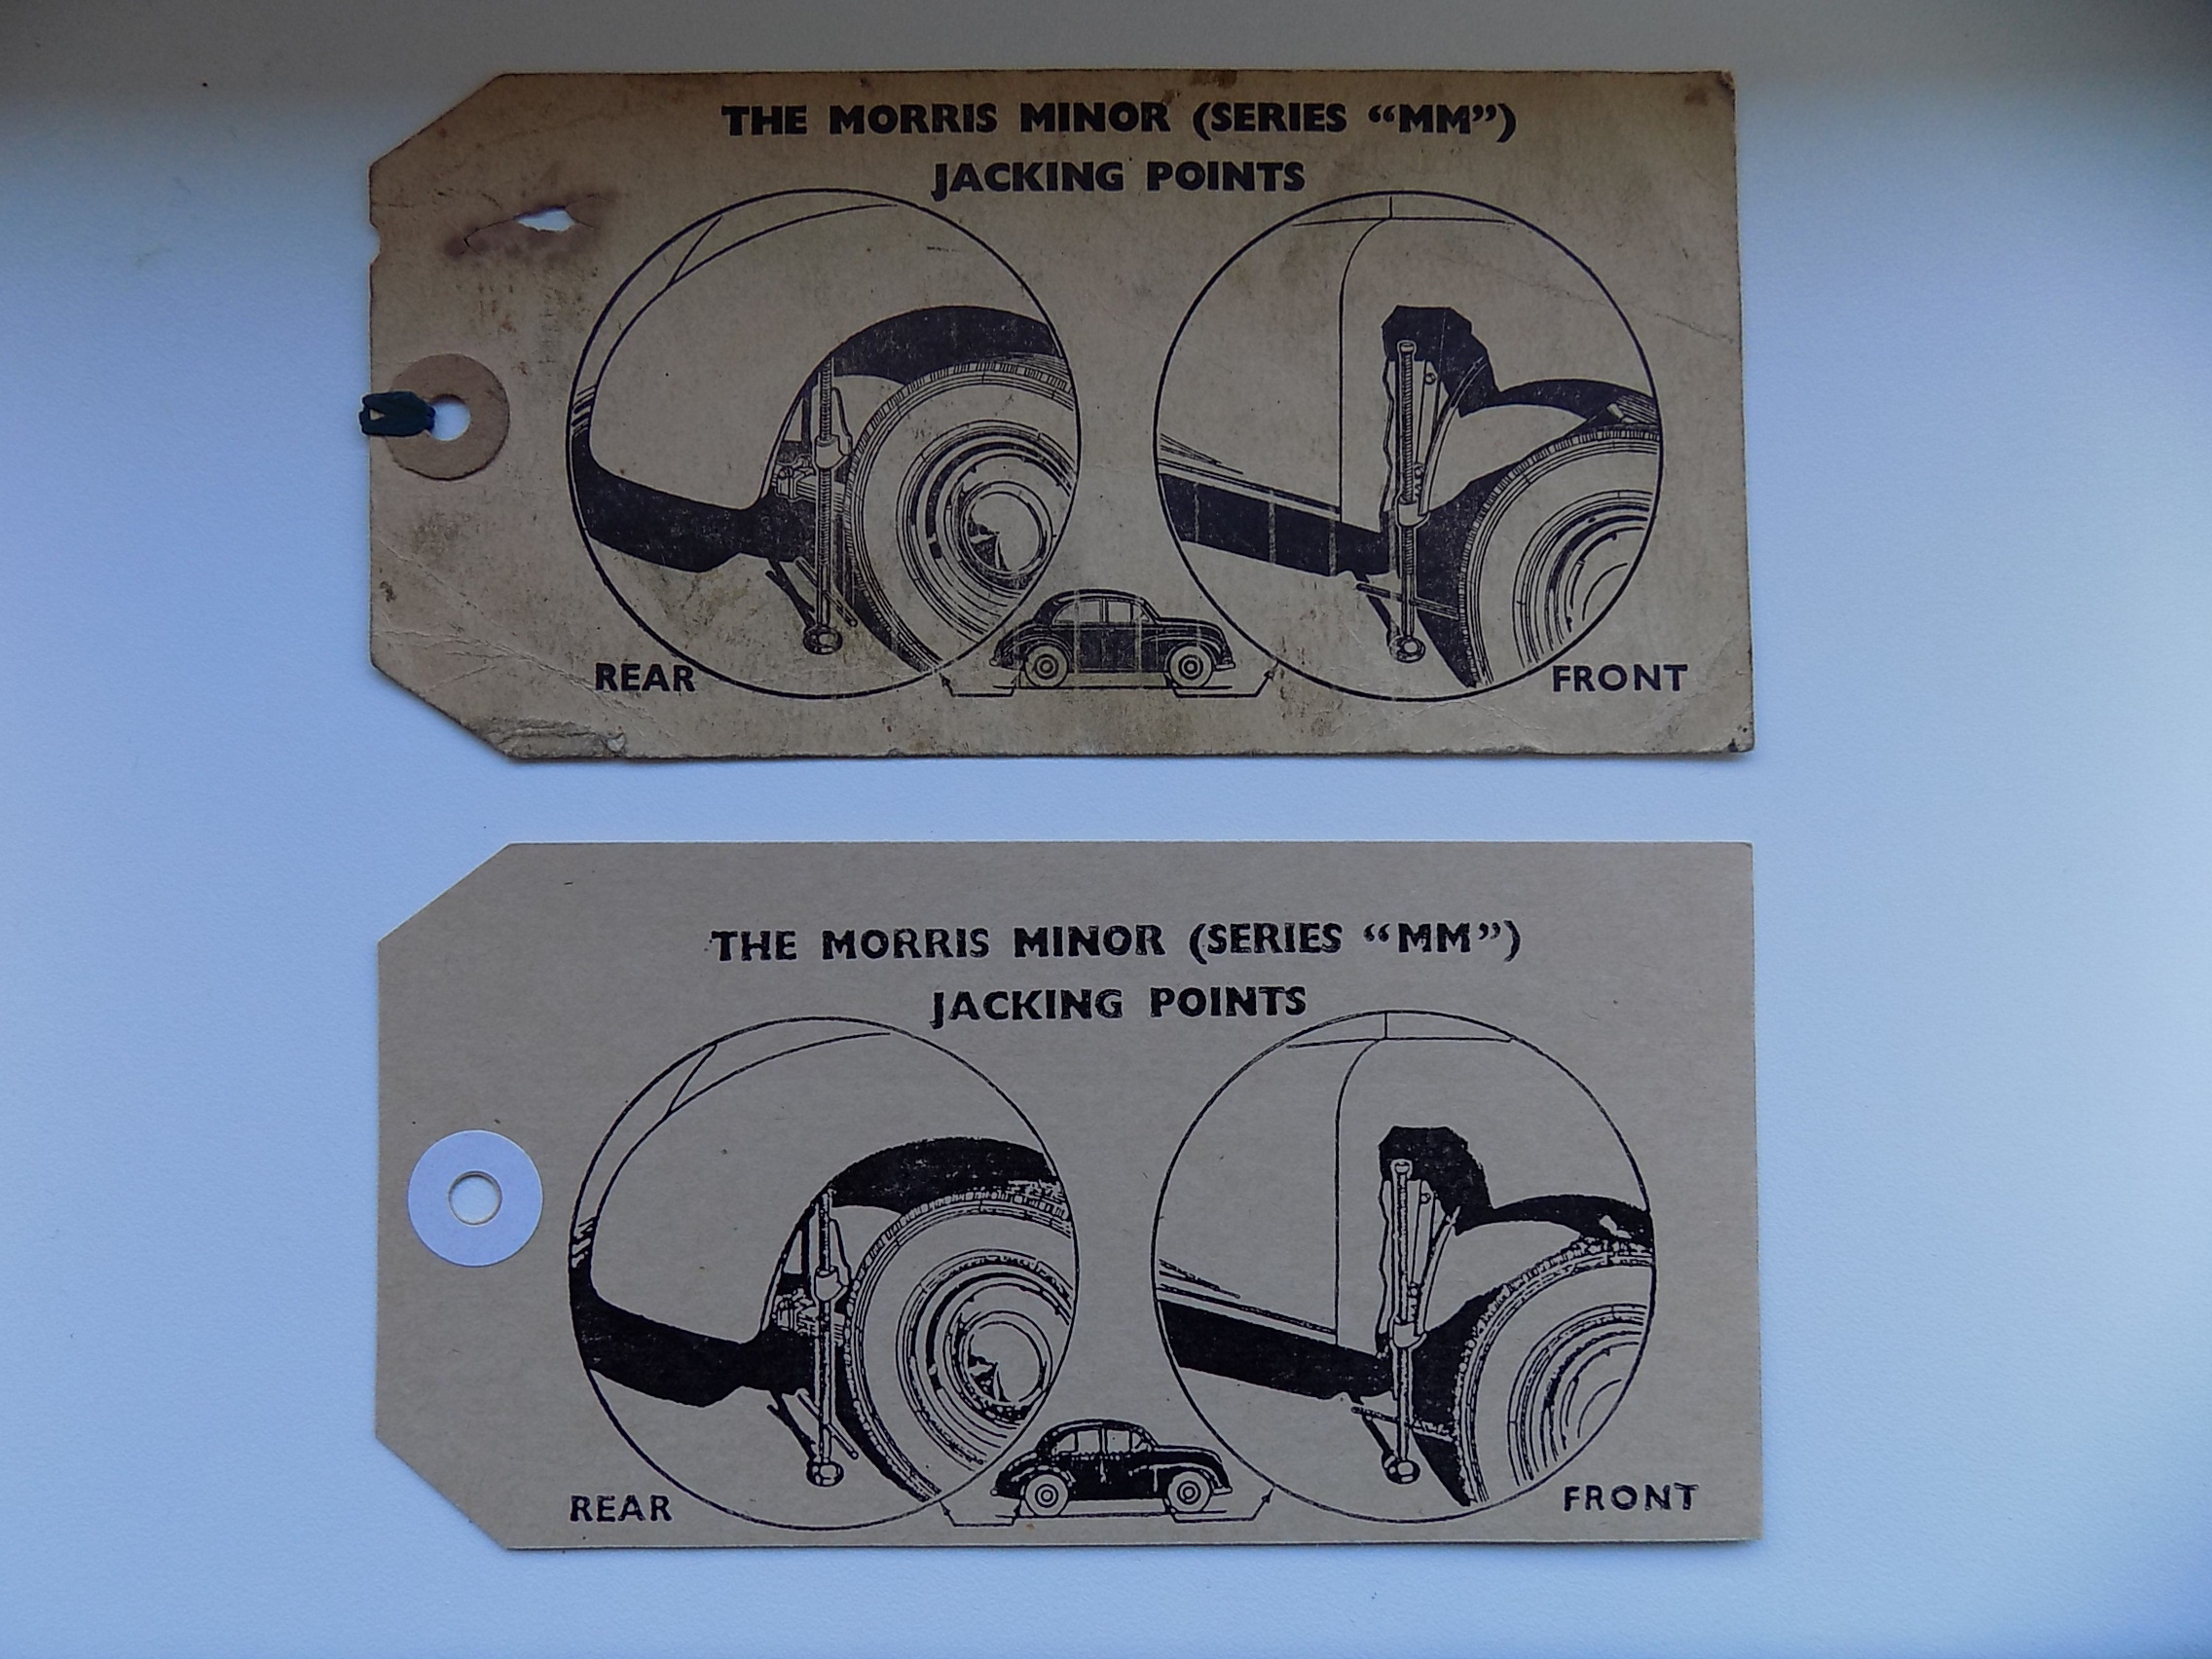 THE MORRIS MINOR (SERIES “MM”)
JACKING POINTS
REAR
FRONT
THE MORRIS MINOR (SERIES “MM”)
JACKING POINTS
REAR
FRONT